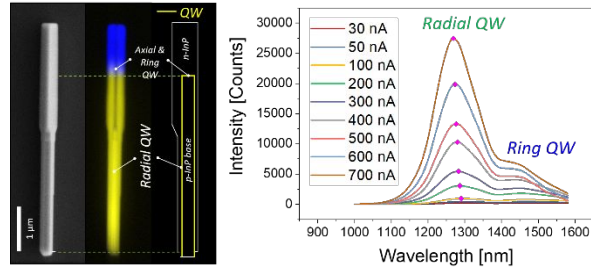 QW
Axial &
Ring
QW
n-InP
Radial QW
p-InP base
1 μm
Radial QW
Ring QW
30 nA
50 nA
100 nA
200 nA
300 nA
400 nA
500 nA
600 nA
700 nA
Intensity [Counts]
30000
25000
20000
15000
10000
5000
0
900 1000 1100 1200 1300 1400 1500 1600
Wavelength [nm]